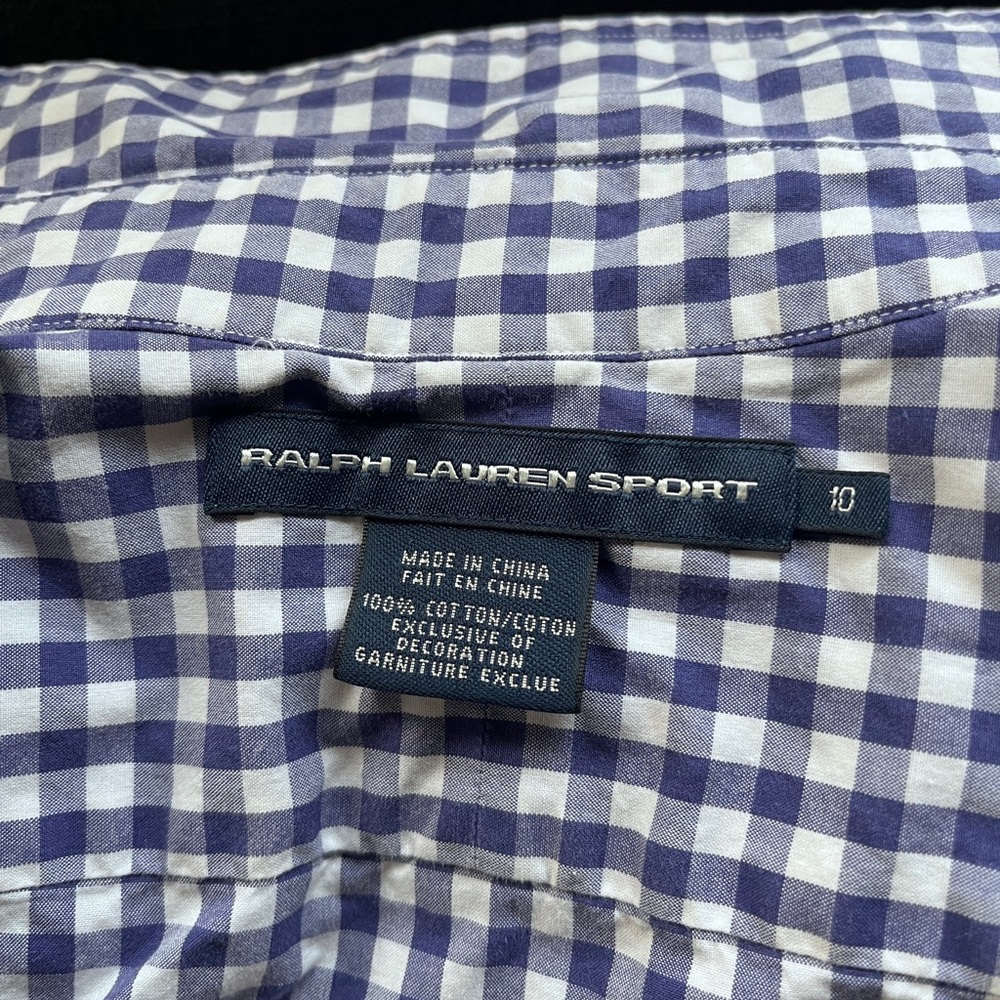 RALPH LAUREN SPORT
10
MADE IN CHINA
FAIT EN CHINE
100% COTTON/COTON
EXCLUSIVE OF
DECORATION
GARNITURE EXCLUE